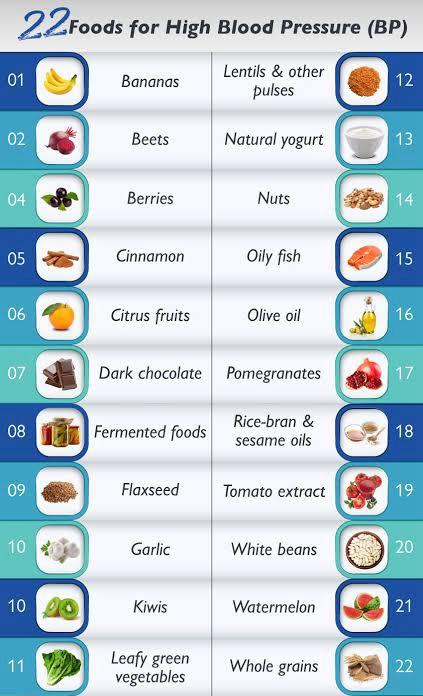 22 Foods for High Blood Pressure (BP)
01 Bananas
Lentils & other
pulses 12
02 Beets
Natural yogurt 13
04 Berries
Nuts 14
05 Cinnamon
Oily fish 15
06 Citrus fruits
Olive oil 16
07 Dark chocolate
Pomegranates 17
08 Fermented foods
Rice-bran &
sesame oils 18
09 Flaxseed
Tomato extract 19
10 Garlic
White beans 20
10 Kiwis
Watermelon 21
11 Leafy green
vegetables
Whole grains 22